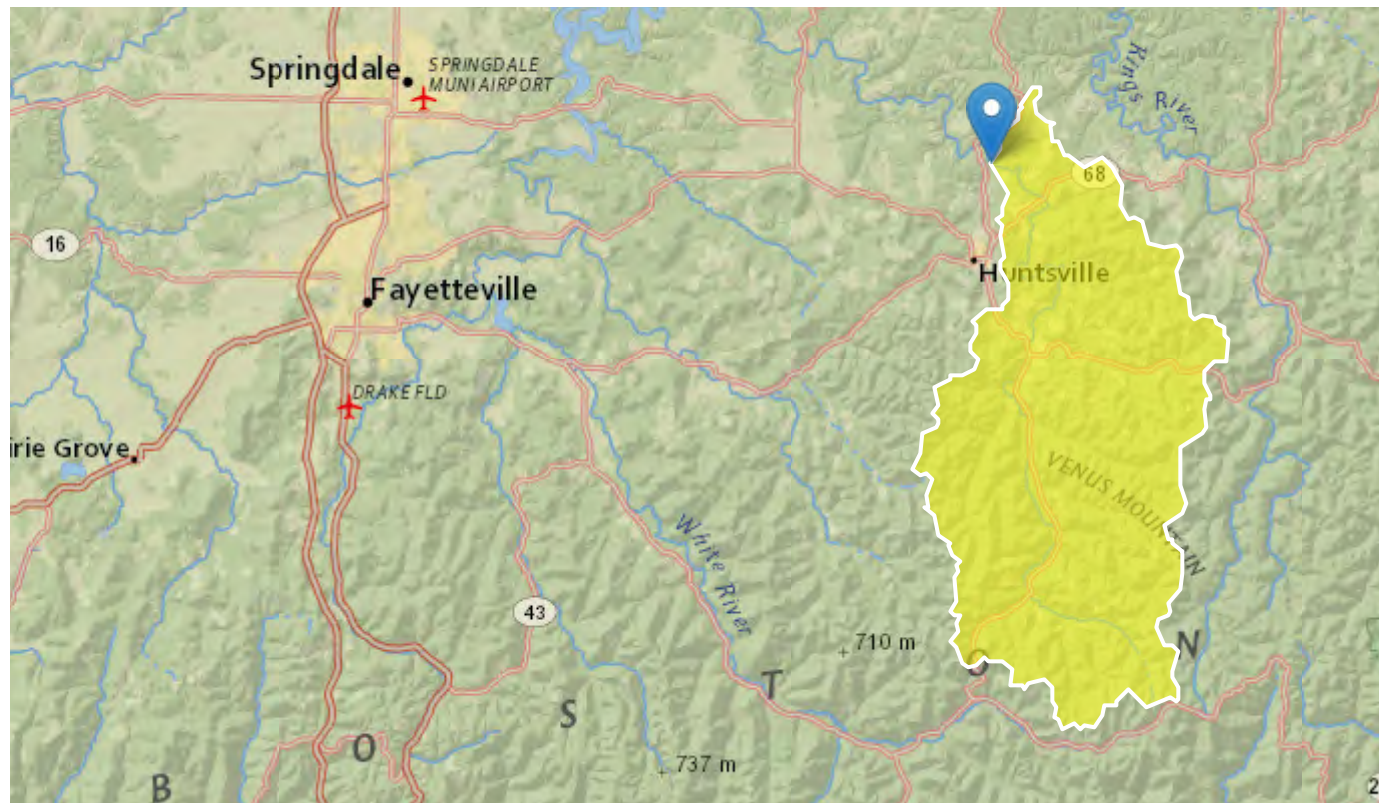 Springdale
SPRINGDALE
MUNI AIRPORT
Kings River
68
16
Huntsville
Fayetteville
DRAKE FLD
irie Grove
VENUS MOUNTAIN
White River
43
710 m
N
O
T
S
737 m
O
B
2